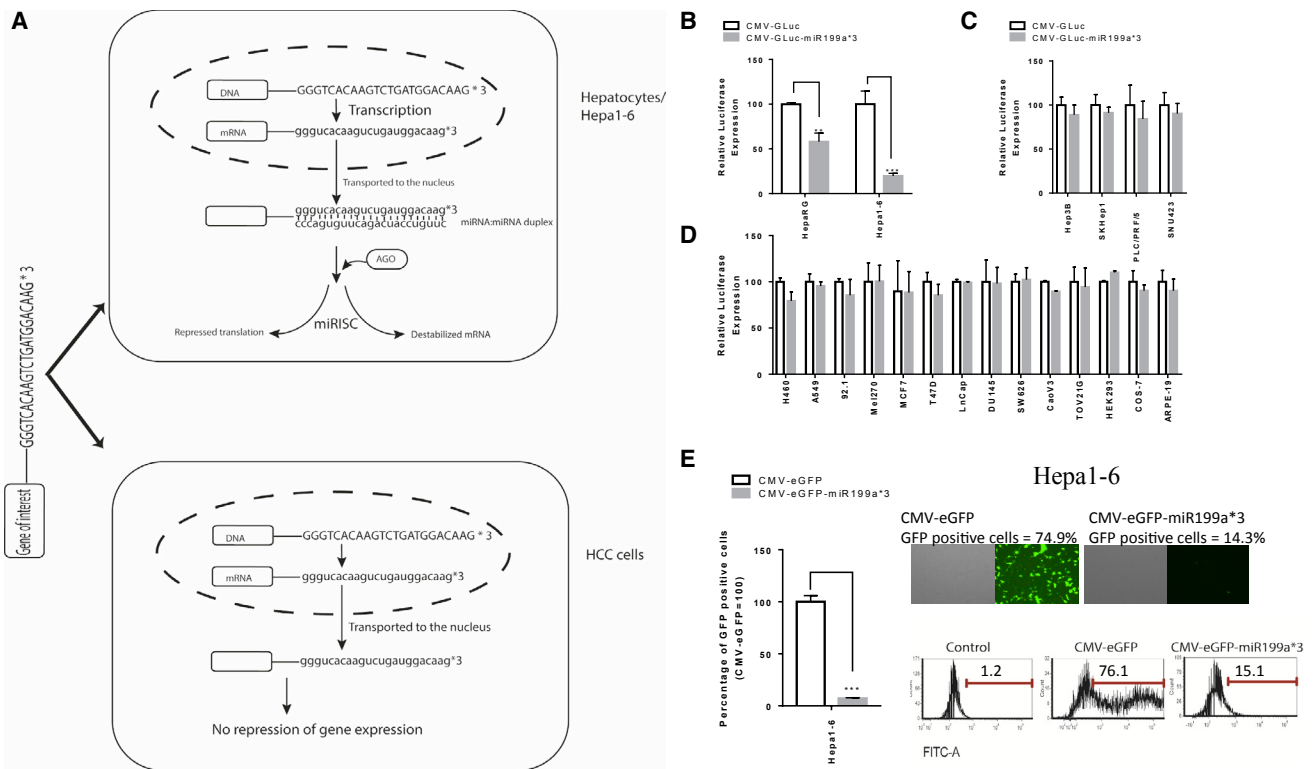 A
GGGTCACAAGTCTGATGGACAAG * 3
Gene of interest
DNA
GGGTCACAAGTCTGATGGACAAG * 3
Transcription
mRNA
gggucacaagucugauggacaag*3
Transported to the nucleus
gggucacaagucugauggacaag*3
cccaguguucagacuaccuguuc
miRNA:miRNA duplex
AGO
miRISC
Repressed translation
Destabilized mRNA
Hepatocytes/
Hepa1-6
DNA
GGGTCACAAGTCTGATGGACAAG * 3
mRNA
gggucacaagucugauggacaag*3
Transported to the nucleus
gggucacaagucugauggacaag*3
No repression of gene expression
HCC cells
B
CMV-GLuc
CMV-GLuc-miR199a*3
Relative Luciferase
Expression
150
100
50
0
**
***
HepaRG
Hepa1-6
C
CMV-GLuc
CMV-GLuc-miR199a*3
Relative Luciferase
Expression
150
100
50
0
Hep3B
SKHep1
PLC/PRF/5
SNU423
D
Relative Luciferase
Expression
150
100
50
0
H460
A549
92.1
Mel270
MCF7
T47D
LnCap
DU145
SW626
CaoV3
TOV21G
HEK293
COS-7
ARPE-19
E
CMV-eGFP
CMV-eGFP-miR199a*3
Percentage of GFP positive cells
(CMV-eGFP=100)
150
100
50
0
***
Hepa1-6
Hepa1-6
CMV-eGFP
GFP positive cells = 74.9%
CMV-eGFP-miR199a*3
GFP positive cells = 14.3%
Control
1.2
CMV-eGFP
76.1
CMV-eGFP-miR199a*3
15.1
Count
Count
FITC-A